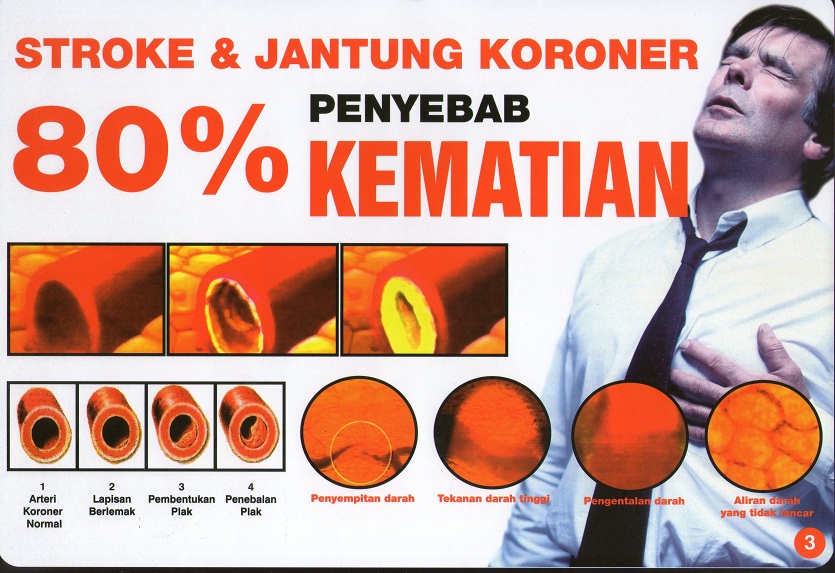 STROKE & JANTUNG KORONER
80%
PENYEBAB
KEMATIAN
1
Arteri
Koroner
Normal
2
Lapisan
Berlemak
3
Pembentukan
Plak
4
Penebalan
Plak
Penyempitan darah
Tekanan darah tinggi
Pengentalan darah
Aliran darah
yang tidak lancar
3